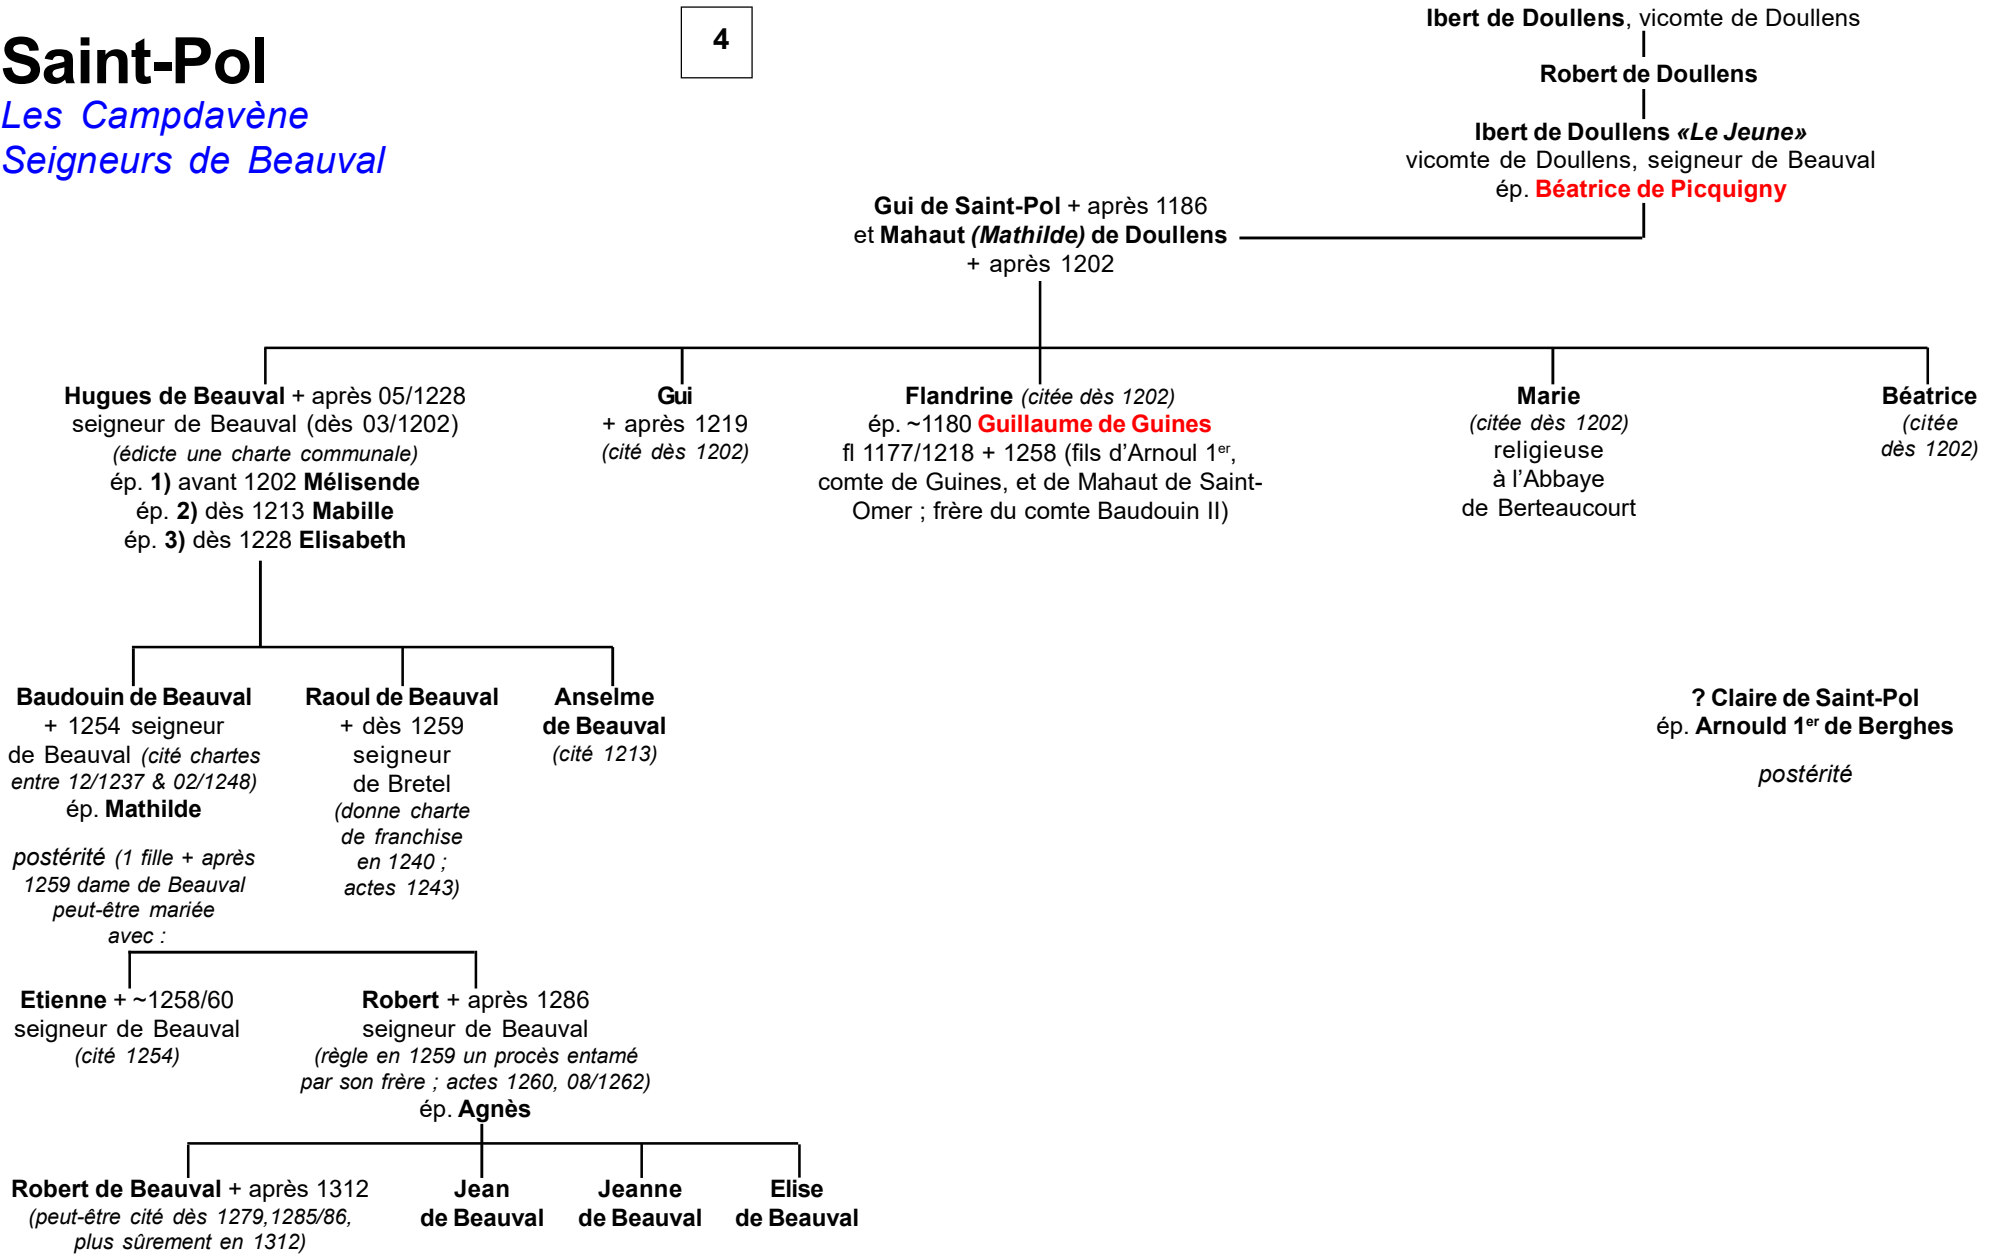 Saint-Pol
Les Campdavène
Seigneurs de Beauval
4
Ibert de Doullens, vicomte de Doullens
Robert de Doullens
Ibert de Doullens «Le Jeune»
vicomte de Doullens, seigneur de Beauval
ép. Béatrice de Picquigny
Gui de Saint-Pol + après 1186
et Mahaut (Mathilde) de Doullens
+ après 1202
Hugues de Beauval + après 05/1228
seigneur de Beauval (dès 03/1202)
(édicte une charte communale)
ép. 1) avant 1202 Mélisende
ép. 2) dès 1213 Mabille
ép. 3) dès 1228 Elisabeth
Gui
+ après 1219
(cité dès 1202)
Flandrine (citée dès 1202)
ép. ~1180 Guillaume de Guines
fl 1177/1218 + 1258 (fils d'Arnoul 1er,
comte de Guines, et de Mahaut de Saint-
Omer ; frère du comte Baudouin II)
Marie
(citée dès 1202)
religieuse
à l'Abbaye
de Berteaucourt
Béatrice
(citée
dès 1202)
Baudouin de Beauval
+ 1254 seigneur
de Beauval (cité chartes
entre 12/1237 & 02/1248)
ép. Mathilde
postérité (1 fille + après
1259 dame de Beauval
peut-être mariée
avec :
Raoul de Beauval
+ dès 1259
seigneur
de Bretel
(donne charte
de franchise
en 1240 ;
actes 1243)
Anselme
de Beauval
(cité 1213)
? Claire de Saint-Pol
ép. Arnould 1er de Berghes
postérité
Etienne + ~1258/60
seigneur de Beauval
(cité 1254)
Robert + après 1286
seigneur de Beauval
(règle en 1259 un procès entamé
par son frère ; actes 1260, 08/1262)
ép. Agnès
Robert de Beauval + après 1312
(peut-être cité dès 1279,1285/86,
plus sûrement en 1312)
Jean
de Beauval
Jeanne
de Beauval
Elise
de Beauval